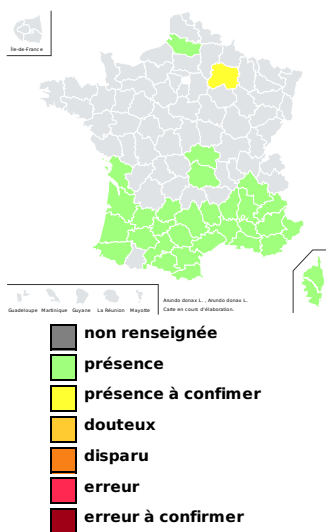 Ile-de-France
Guadeloupe Martinique Guyane La Réunion Mayotte
Arundo donax L. , Arundo donax L.
Carte en cours d'élaboration.
non renseignée
présence
présence à confimer
douteux
disparu
erreur
erreur à confirmer